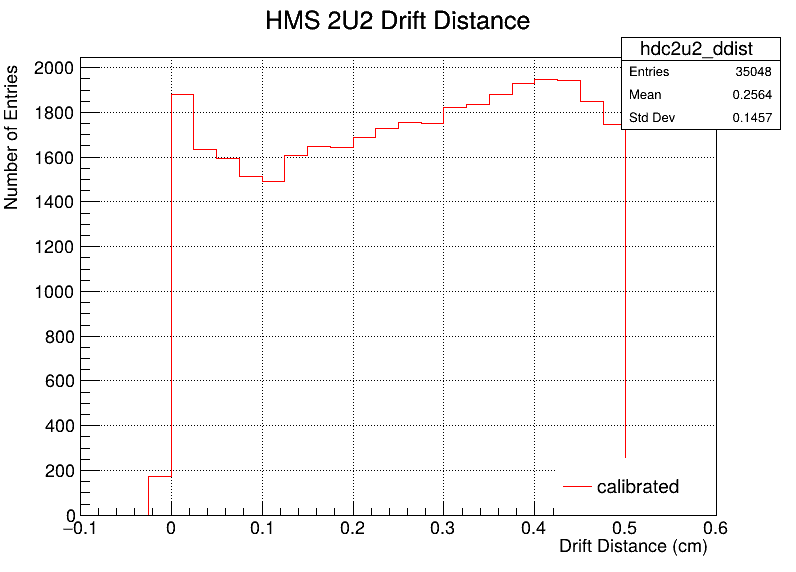 HMS 2U2 Drift Distance
hdc2u2_ddist
Entries 35048
Mean 0.2564
Std Dev 0.1457
Number of Entries
2000
1800
1600
1400
1200
1000
800
600
400
200
0
−0.1 0 0.1 0.2 0.3 0.4 0.5 0.6
calibrated
Drift Distance (cm)